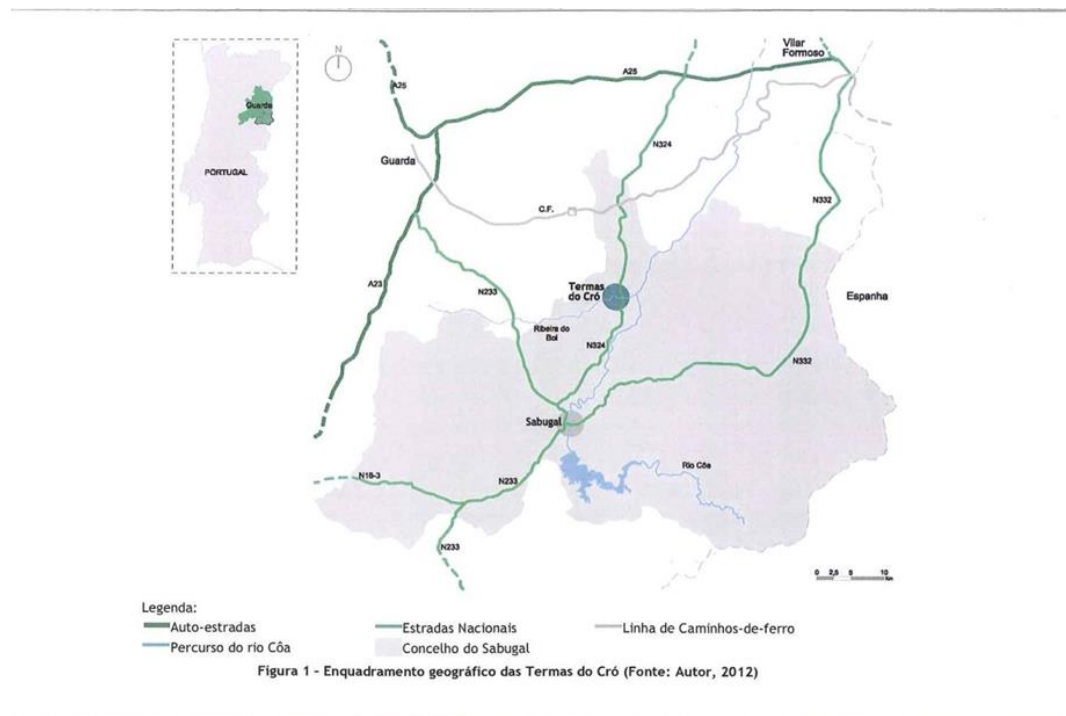 Guarda
PORTUGAL
N
A25
A25
Vilar
Formoso
Guarda
N324
C.F.
N332
A23
N233
Termas
do Cró
Espanha
Ribeira do
Boi
N324
N332
Sabugal
Rio Côa
N18-3
N233
N233
0 2,5 5 10
Km
Legenda:
Auto-estradas
Estradas Nacionais
Linha de Caminhos-de-ferro
Percurso do rio Côa
Concelho do Sabugal
Figura 1 - Enquadramento geográfico das Termas do Cró (Fonte: Autor, 2012)